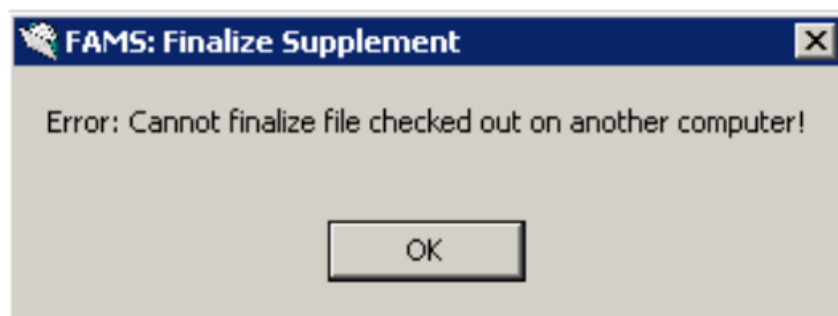 FAMS: Finalize Supplement
Error: Cannot finalize file checked out on another computer!
OK